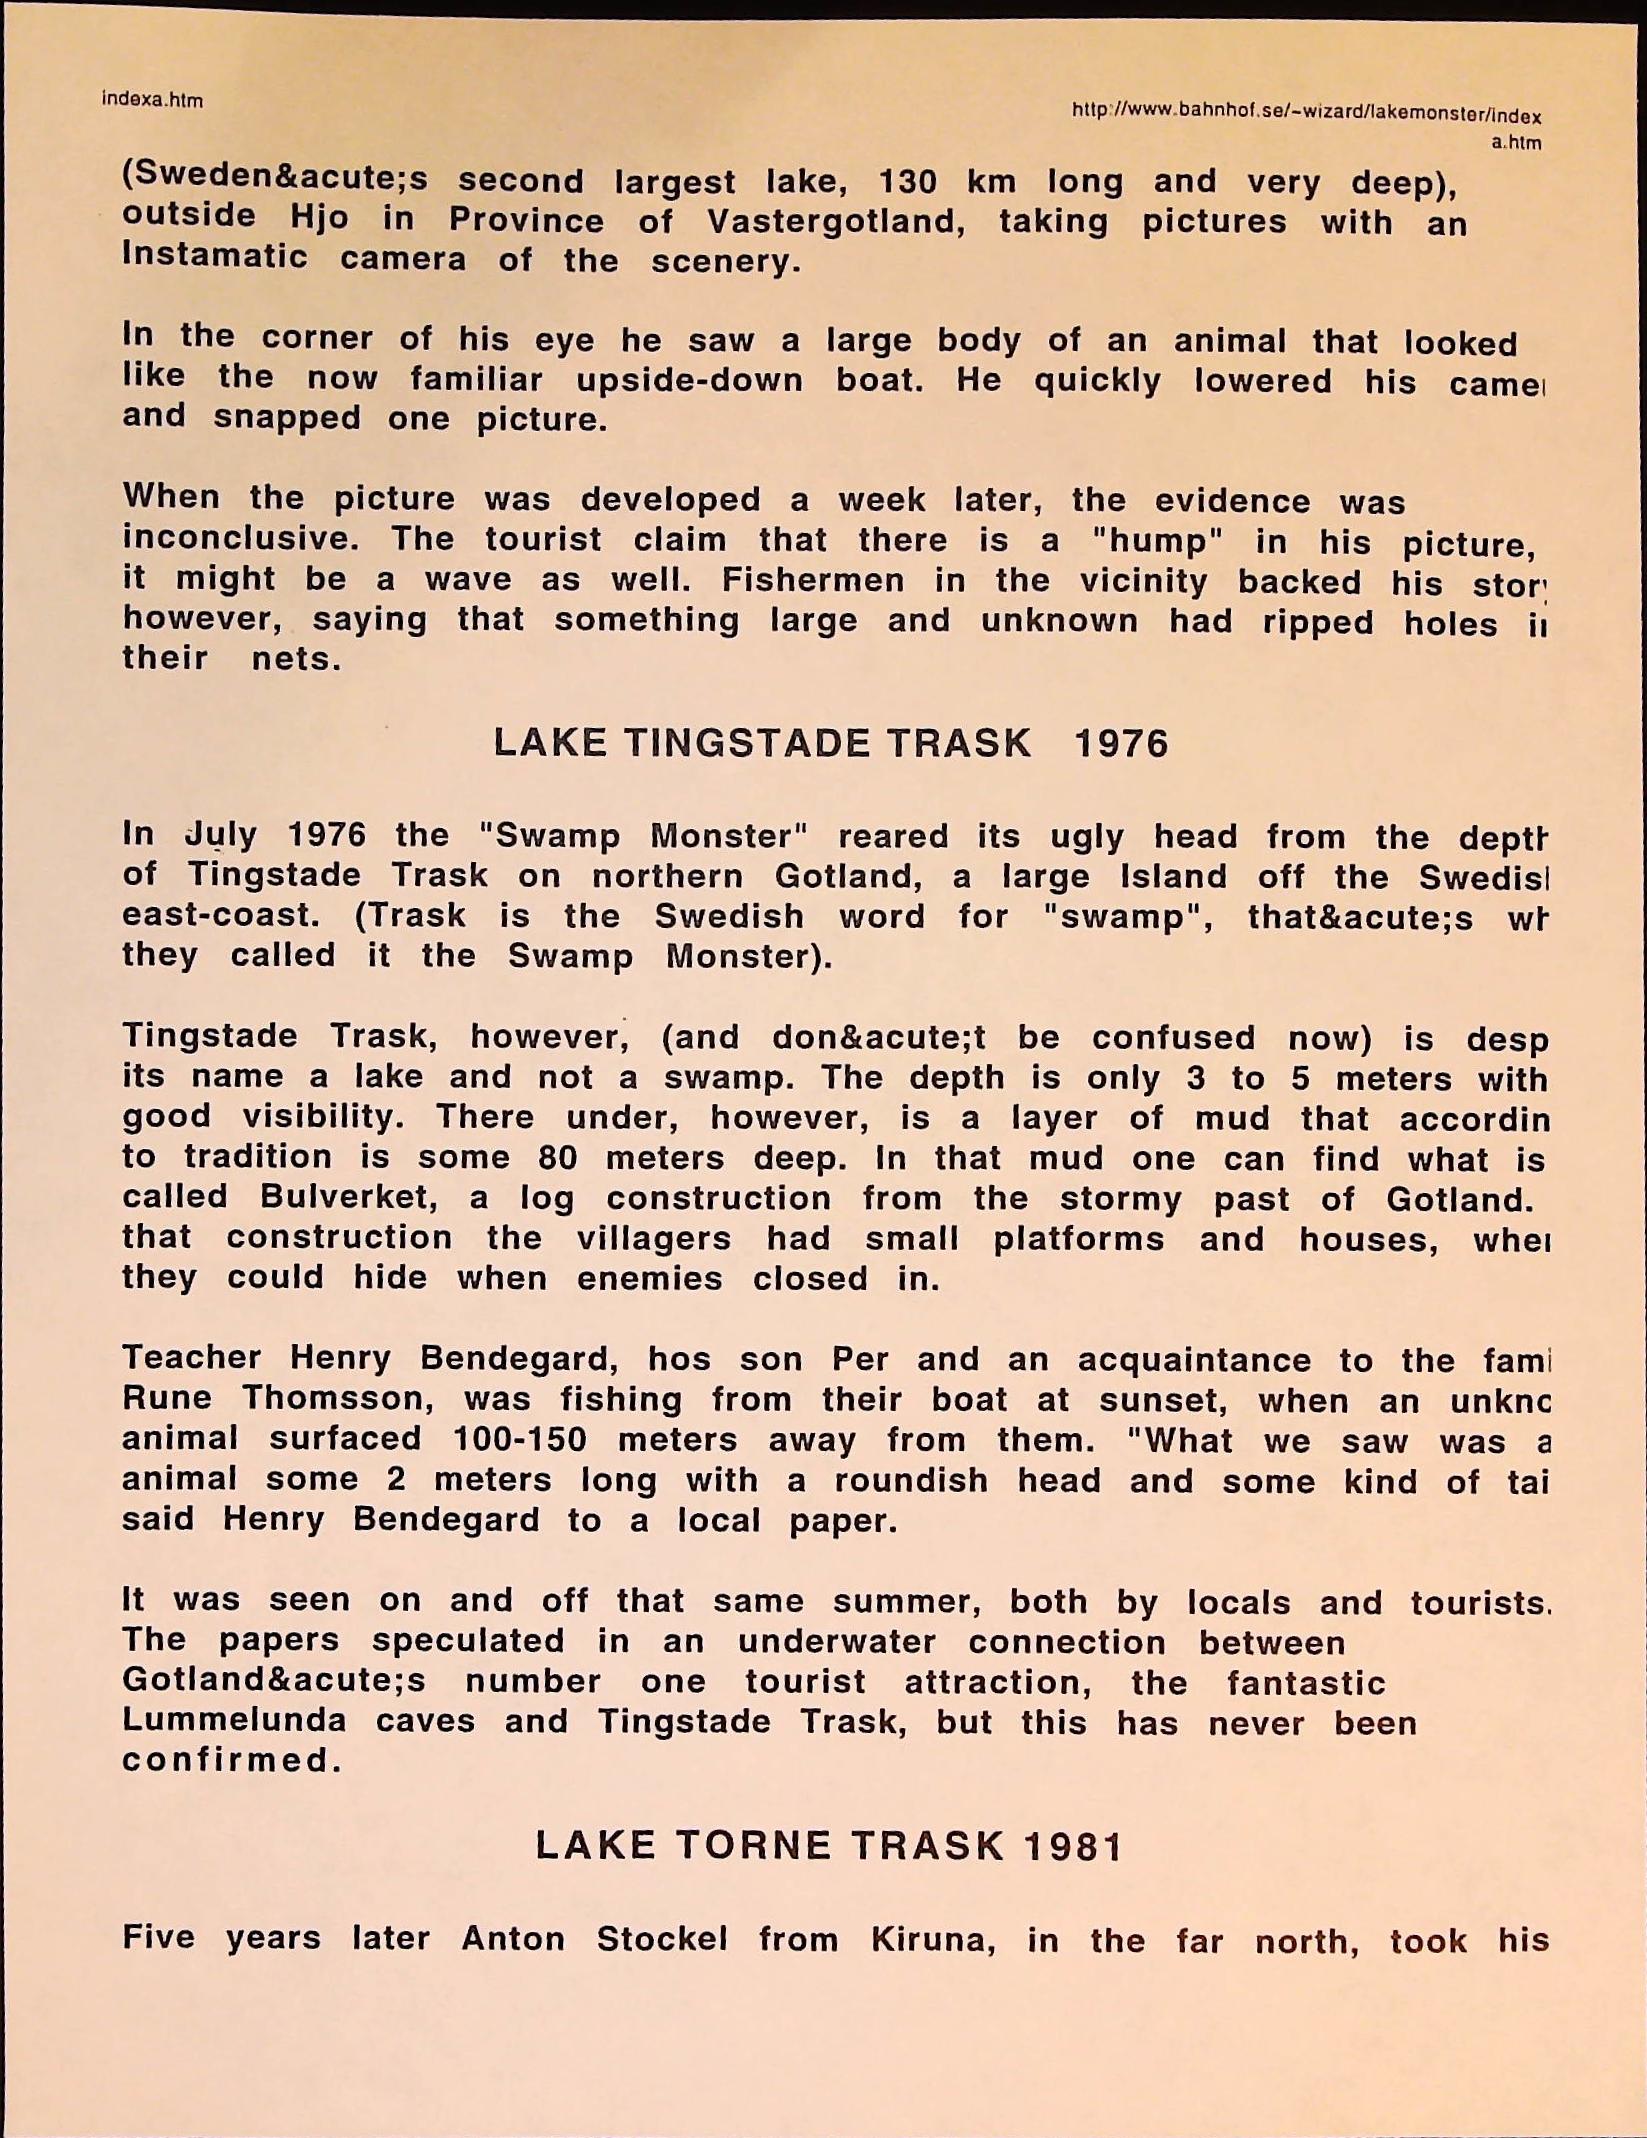 indexa.htm
http://www.bahnhof.se/~wizard/lakemonster/index
a.htm
(Sweden&acute;s second largest lake, 130 km long and very deep),
outside Hjo in Province of Vastergotland, taking pictures with an
Instamatic camera of the scenery.
In the corner of his eye he saw a large body of an animal that looked
like the now familiar upside-down boat. He quickly lowered his came
and snapped one picture.
When the picture was developed a week later, the evidence was
inconclusive. The tourist claim that there is a "hump" in his picture,
it might be a wave as well. Fishermen in the vicinity backed his stor
however, saying that something large and unknown had ripped holes i
their nets.
LAKE TINGSTADE TRASK 1976
In July 1976 the "Swamp Monster" reared its ugly head from the dept
of Tingstade Trask on northern Gotland, a large Island off the Swedis
east-coast. (Trask is the Swedish word for "swamp", that&acute;s w
they called it the Swamp Monster).
Tingstade Trask, however, (and don&acute;t be confused now) is desp
its name a lake and not a swamp. The depth is only 3 to 5 meters with
good visibility. There under, however, is a layer of mud that accordin
to tradition is some 80 meters deep. In that mud one can find what is
called Bulverket, a log construction from the stormy past of Gotland.
that construction the villagers had small platforms and houses, whe
they could hide when enemies closed in.
Teacher Henry Bendegard, hos son Per and an acquaintance to the fami
Rune Thomsson, was fishing from their boat at sunset, when an unkno
animal surfaced 100-150 meters away from them. "What we saw was a
animal some 2 meters long with a roundish head and some kind of tai
said Henry Bendegard to a local paper.
It was seen on and off that same summer, both by locals and tourists.
The papers speculated in an underwater connection between
Gotland&acute;s number one tourist attraction, the fantastic
Lummelunda caves and Tingstade Trask, but this has never been
confirmed.
LAKE TORNE TRASK 1981
Five years later Anton Stockel from Kiruna, in the far north, took his